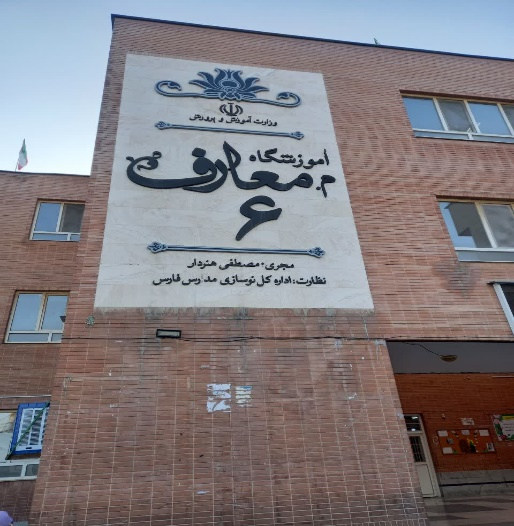 وزارت آموزش و پرورش
آموزشگاه
م.معارف
۶
مجری: مصطفی هنردار
نظارت: اداره کل نوسازی مدارس فارس